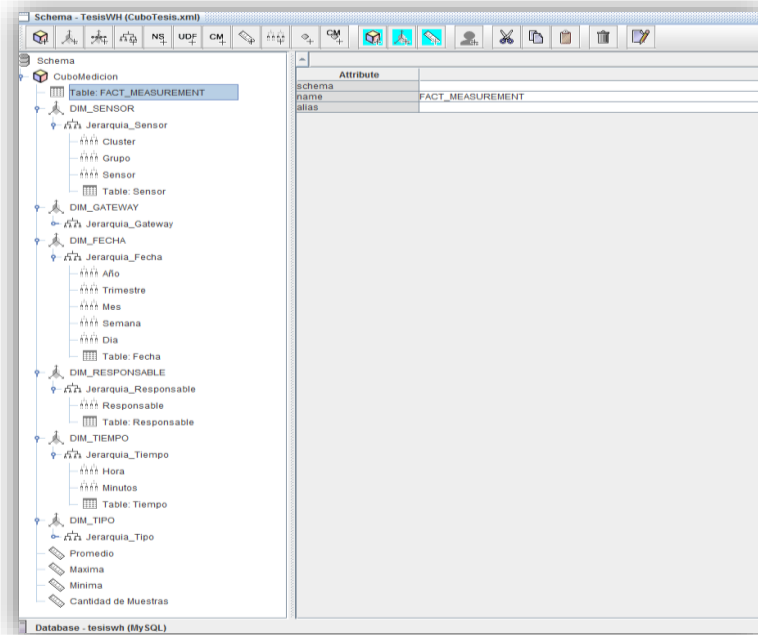 Schema - TesisWH (CuboTesis.xml)
NS UDF CM CM
Schema
CuboMedicion
Table: FACT_MEASUREMENT
DIM_SENSOR
Jerarquia_Sensor
Cluster
Grupo
Sensor
Table: Sensor
DIM_GATEWAY
Jerarquia_Gateway
DIM_FECHA
Jerarquia_Fecha
Año
Trimestre
Mes
Semana
Dia
Table: Fecha
DIM_RESPONSABLE
Jerarquia_Responsable
Responsable
Table: Responsable
DIM_TIEMPO
Jerarquia_Tiempo
Hora
Minutos
Table: Tiempo
DIM_TIPO
Jerarquia_Tipo
Promedio
Maxima
Minima
Cantidad de Muestras
Attribute
schema
name FACT_MEASUREMENT
alias
Database - tesiswh (MySQL)